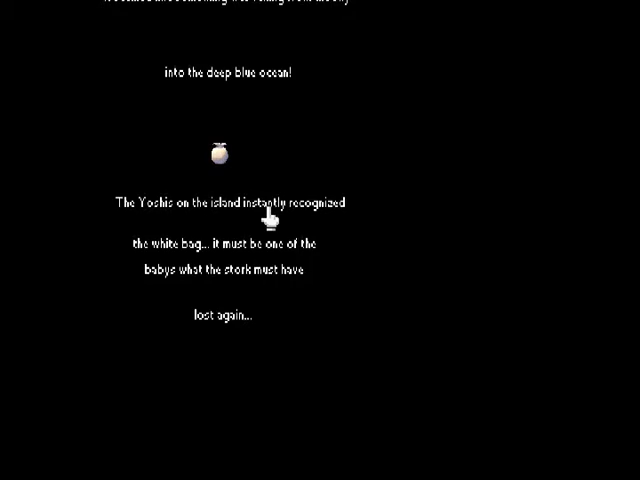 into the deep blue ocean!
The Yoshis on the island instantly recognized
the white bag... it must be one of the
babys what the stork must have
lost again...